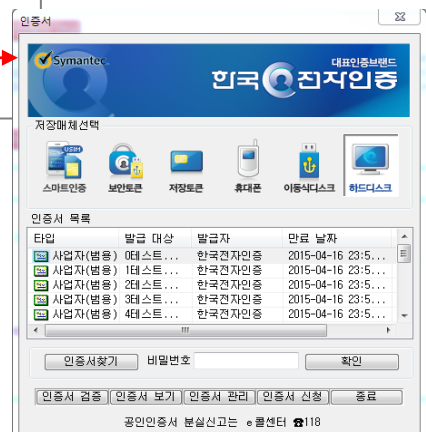 인증서
Symantec
대표인증브랜드
한국전자인증
저장매체선택
스마트인증 보안토큰 저장토큰 휴대폰 이동식디스크 하드디스크
인증서 목록
타입 발급 대상 발급자 만료 날짜
사업자(범용) 0테스트... 한국전자인증 2015-04-16 23:5...
사업자(범용) 1테스트... 한국전자인증 2015-04-16 23:5...
사업자(범용) 2테스트... 한국전자인증 2015-04-16 23:5...
사업자(범용) 3테스트... 한국전자인증 2015-04-16 23:5...
사업자(범용) 4테스트... 한국전자인증 2015-04-16 23:5...
인증서찾기 비밀번호 확인
인증서 검증 인증서 보기 인증서 관리 인증서 신청 종료
공인인증서 분실신고는 e콜센터 ☎118